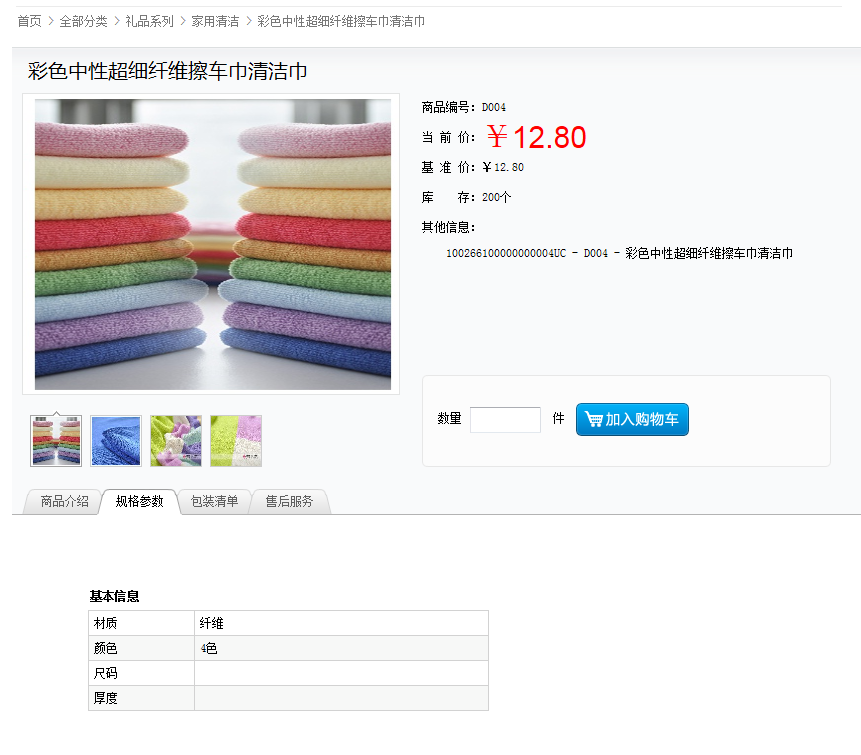 首页 > 全部分类 > 礼品系列 > 家用清洁 > 彩色中性超细纤维擦车巾清洁巾
彩色中性超细纤维擦车巾清洁巾
商品编号: D004
当 前 价: ￥12.80
基 准 价: ￥12.80
库 存: 200个
其他信息:
100266100000000004UC - D004 - 彩色中性超细纤维擦车巾清洁巾
数量 件 加入购物车
商品介绍 规格参数 包装清单 售后服务
基本信息
材质 纤维
颜色 4色
尺码
厚度